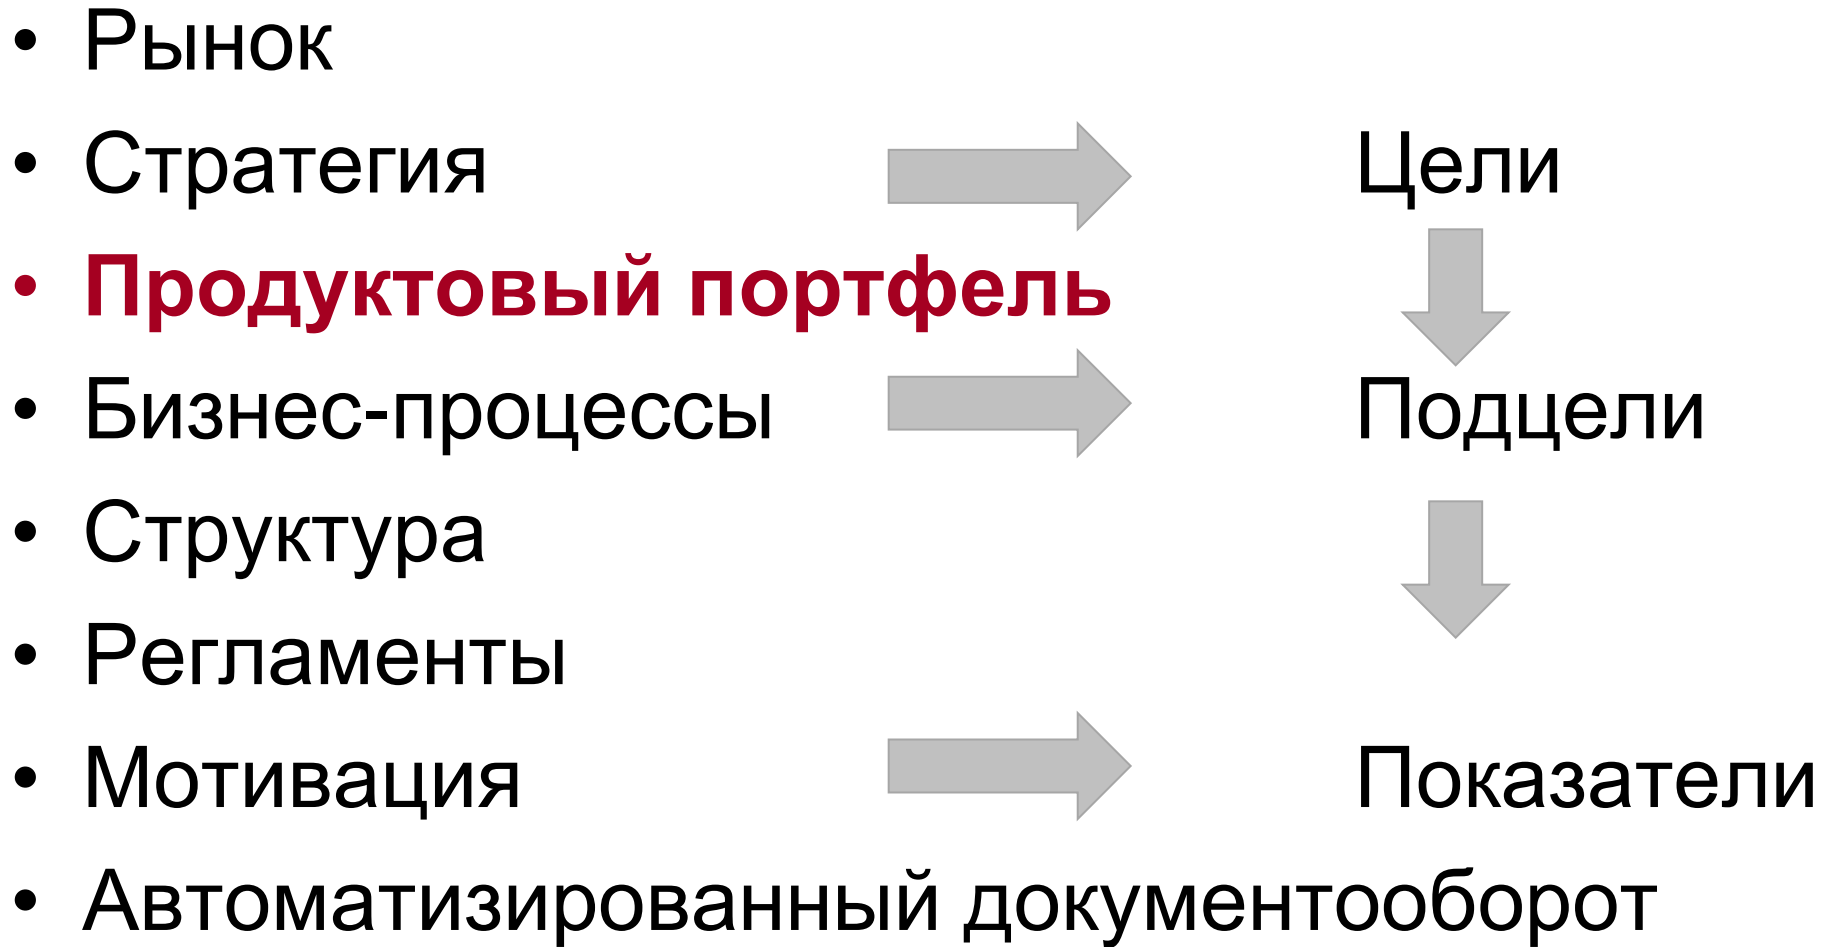 • Рынок
• Стратегия Цели
• Продуктовый портфель
• Бизнес-процессы Подцели
• Структура
• Регламенты
• Мотивация Показатели
• Автоматизированный документооборот